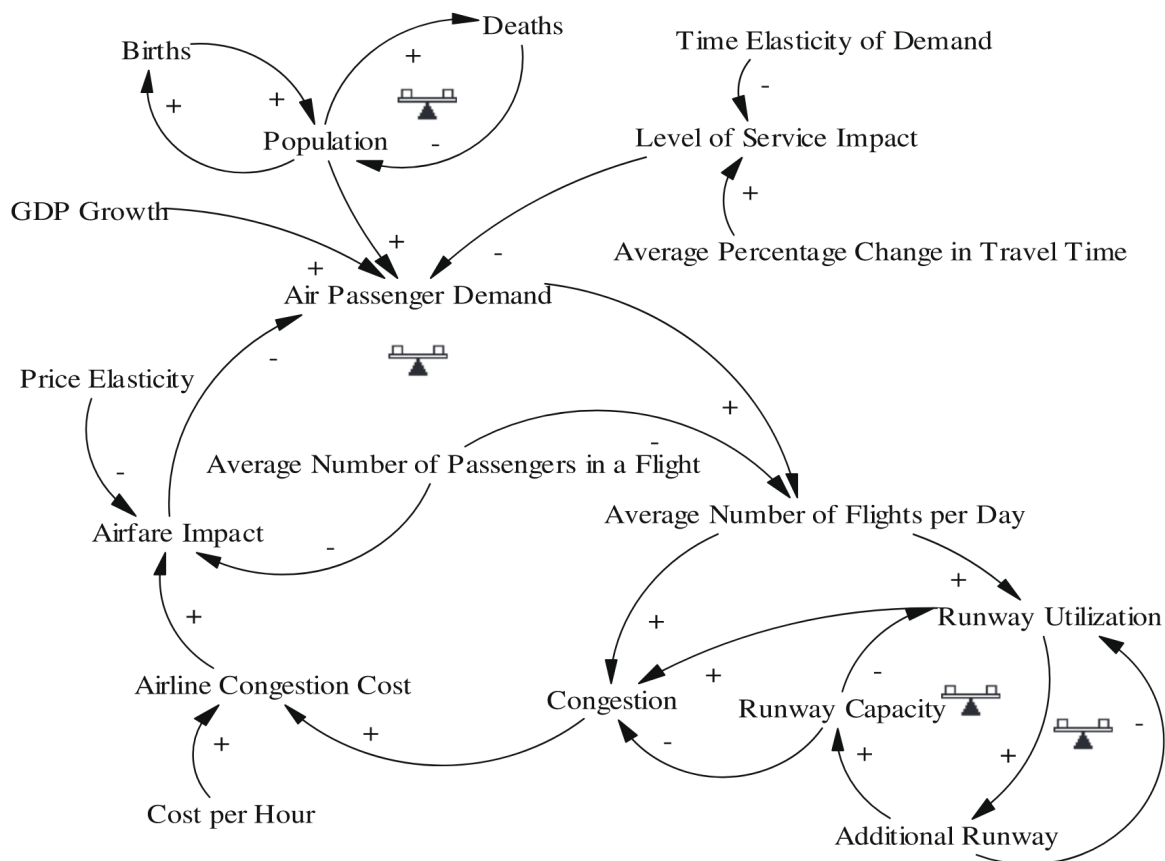 Deaths
Births
Time Elasticity of Demand
+
-
+
+
Level of Service Impact
Population
-
+
GDP Growth
+
-
Average Percentage Change in Travel Time
+
Air Passenger Demand
-
Price Elasticity
+
-
Average Number of Passengers in a Flight
-
Average Number of Flights per Day
Airfare Impact
-
+
+
+
Runway Utilization
+
-
Airline Congestion Cost
Congestion
Runway Capacity
-
+
+
-
+
+
Cost per Hour
Additional Runway